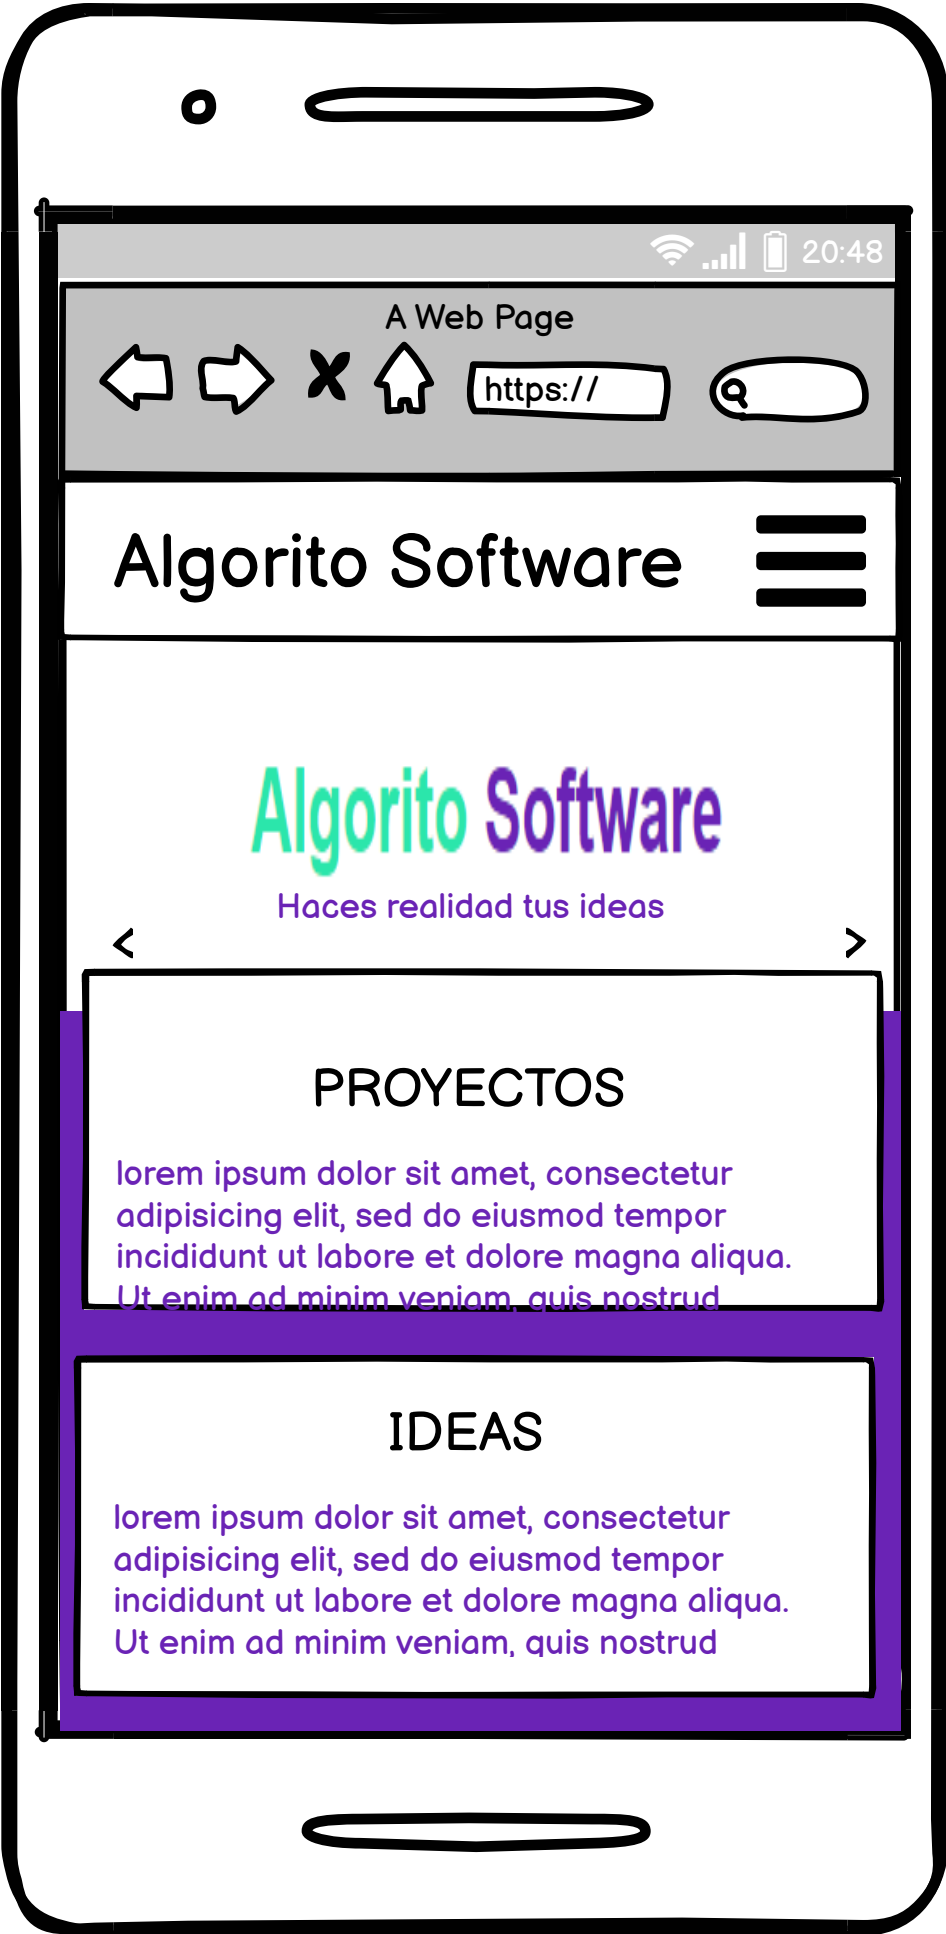 20:48
A Web Page
https://
Algorito Software
Algorito Software
Haces realidad tus ideas
< >
PROYECTOS
lorem ipsum dolor sit amet, consectetur
adipisicing elit, sed do eiusmod tempor
incididunt ut labore et dolore magna aliqua.
Ut enim ad minim veniam, quis nostrud
IDEAS
lorem ipsum dolor sit amet, consectetur
adipisicing elit, sed do eiusmod tempor
incididunt ut labore et dolore magna aliqua.
Ut enim ad minim veniam, quis nostrud